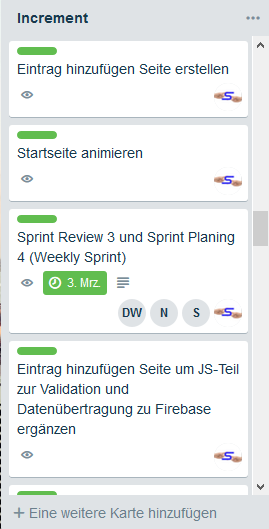 Increment
Eintrag hinzufügen Seite erstellen
S
Startseite animieren
S
Sprint Review 3 und Sprint Planing
4 (Weekly Sprint)
3. Mrz.
DW N S S
Eintrag hinzufügen Seite um JS-Teil
zur Validation und
Datenübertragung zu Firebase
ergänzen
S
+ Eine weitere Karte hinzufügen